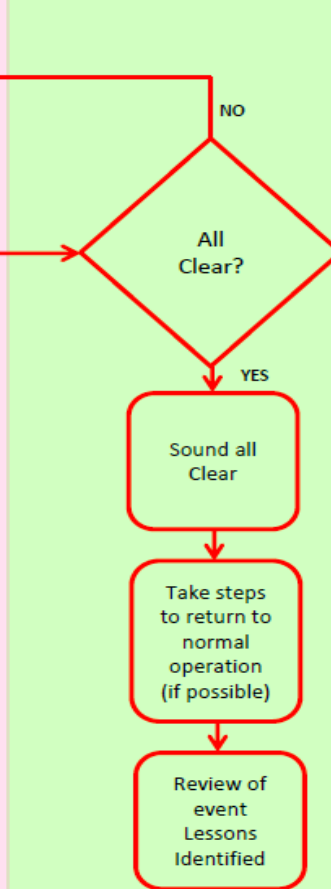 NO
All
Clear?
YES
Sound all
Clear
Take steps
to return to
normal
operation
(if possible)
Review of
event
Lessons
Identified